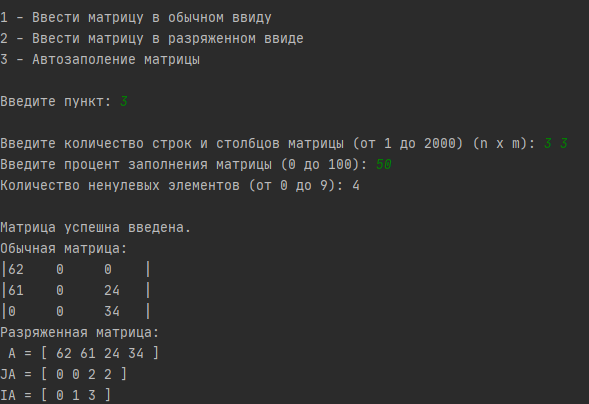 1 - Ввести матрицу в обычном ввиду
2 - Ввести матрицу в разряженном ввиде
3 - Автозаполение матрицы
Введите пункт: 3
Введите количество строк и столбцов матрицы (от 1 до 2000) (n x m): 3 3
Введите процент заполнения матрицы (0 до 100): 50
Количество ненулевых элементов (от 0 до 9): 4
Матрица успешна введена.
Обычная матрица:
|62 0 0 |
|61 0 24 |
|0 0 34 |
Разряженная матрица:
A = [ 62 61 24 34 ]
JA = [ 0 0 2 2 ]
IA = [ 0 1 3 ]